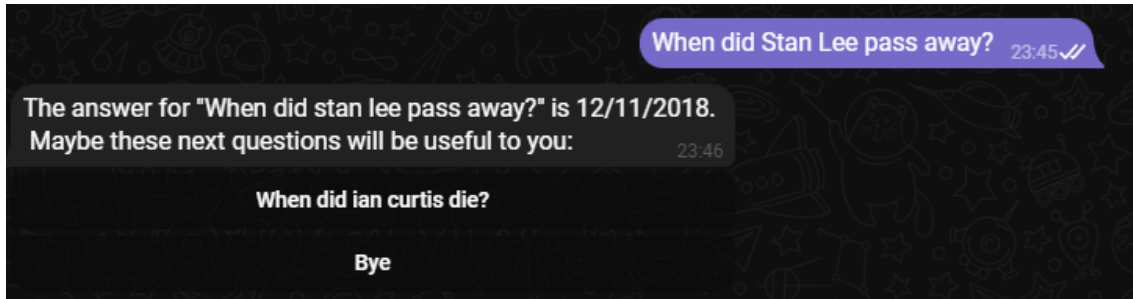 When did Stan Lee pass away? 23:45
The answer for "When did stan lee pass away?" is 12/11/2018.
Maybe these next questions will be useful to you: 23:46
When did ian curtis die?
Bye